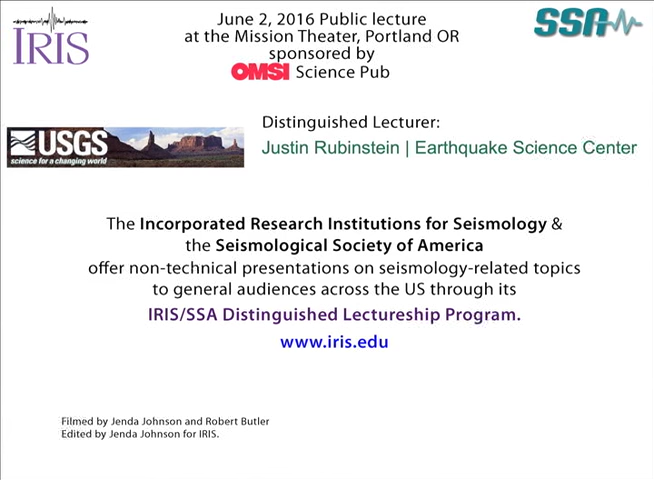 IRIS
June 2, 2016 Public lecture
at the Mission Theater, Portland OR
sponsored by
OMSI Science Pub
SSA
USGS
science for a changing world
Distinguished Lecturer:
Justin Rubinstein | Earthquake Science Center
The Incorporated Research Institutions for Seismology &
the Seismological Society of America
offer non-technical presentations on seismology-related topics
to general audiences across the US through its
IRIS/SSA Distinguished Lectureship Program.
www.iris.edu
Filmed by Jenda Johnson and Robert Butler
Edited by Jenda Johnson for IRIS.